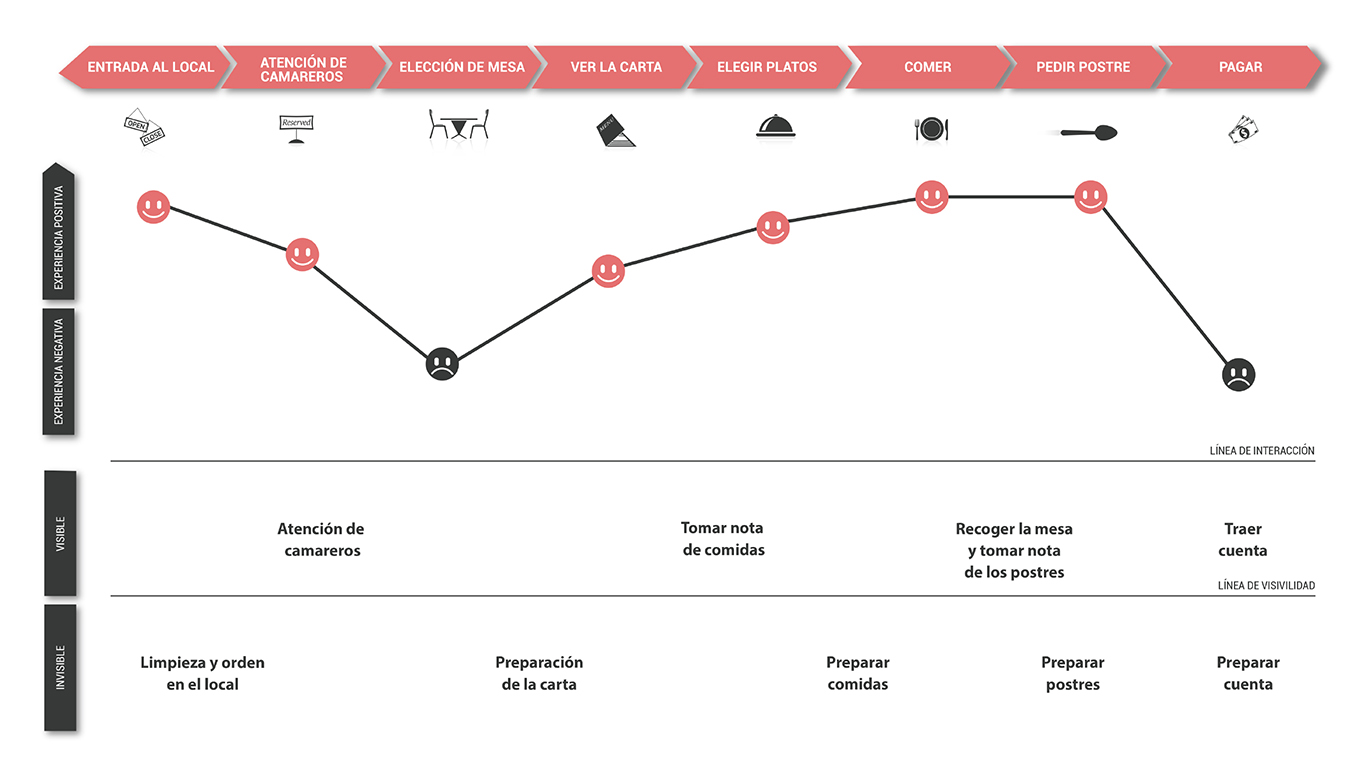 ENTRADA AL LOCAL
ATENCIÓN DE
CAMAREROS
ELECCIÓN DE MESA
VER LA CARTA
ELEGIR PLATOS
COMER
PEDIR POSTRE
PAGAR
OPEN
CLOSE
Reserved
MENU
EXPERIENCIA POSITIVA
EXPERIENCIA NEGATIVA
LÍNEA DE INTERACCIÓN
VISIBLE
Atención de
camareros
Tomar nota
de comidas
Recoger la mesa
y tomar nota
de los postres
Traer
cuenta
LÍNEA DE VISIVILIDAD
INVISIBLE
Limpieza y orden
en el local
Preparación
de la carta
Preparar
comidas
Preparar
postres
Preparar
cuenta